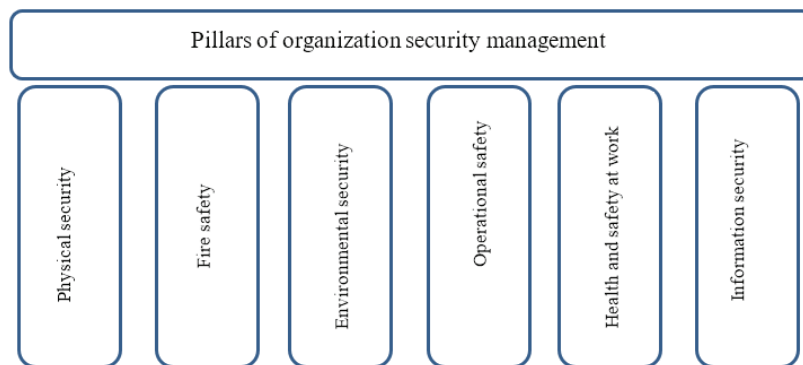 Pillars of organization security management
Physical security
Fire safety
Environmental security
Operational safety
Health and safety at work
Information security